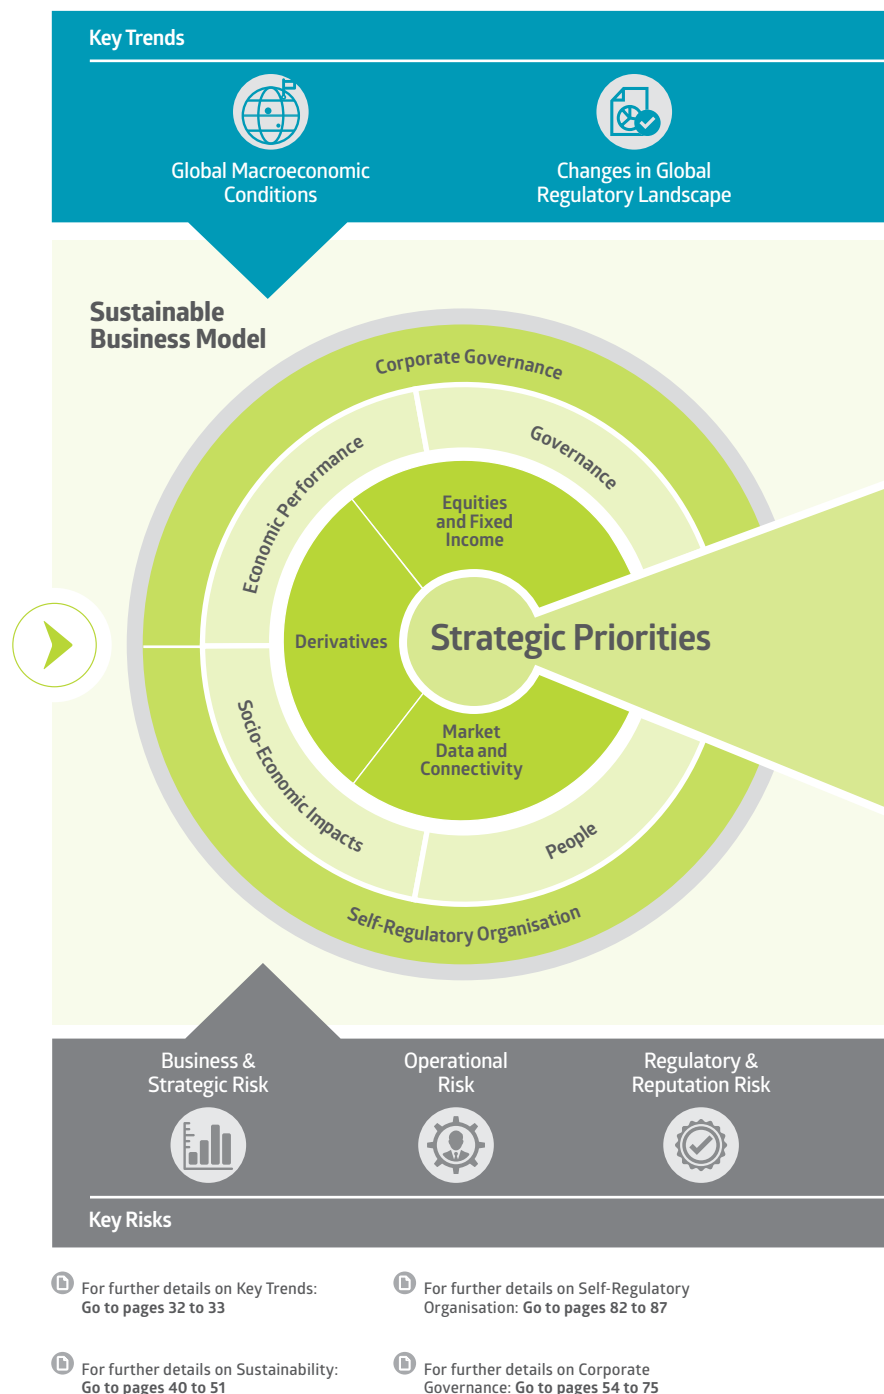 Key Trends
Global Macroeconomic
Conditions
Changes in Global
Regulatory Landscape
Sustainable
Business Model
Corporate Governance
Governance
Economic Performance
Equities
and Fixed
Income
Derivatives
Strategic Priorities
Market
Data and
Connectivity
Socio-Economic Impacts
People
Self-Regulatory Organisation
Business &
Strategic Risk
Operational
Risk
Regulatory &
Reputation Risk
Key Risks
For further details on Key Trends:
Go to pages 32 to 33
For further details on Self-Regulatory
Organisation: Go to pages 82 to 87
For further details on Sustainability:
Go to pages 40 to 51
For further details on Corporate
Governance: Go to pages 54 to 75